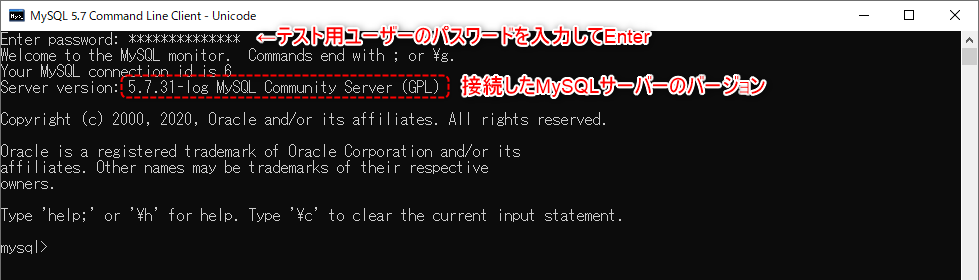 MySQL 5.7 Command Line Client - Unicode
Enter password: ************** ←テスト用ユーザーのパスワードを入力してEnter
Welcome to the MySQL monitor.  Commands end with ; or ¥g.
Your MySQL connection id is 6
Server version: 5.7.31-log MySQL Community Server (GPL) 接続したMySQLサーバーのバージョン
Copyright (c) 2000, 2020, Oracle and/or its affiliates. All rights reserved.
Oracle is a registered trademark of Oracle Corporation and/or its
affiliates. Other names may be trademarks of their respective
owners.
Type 'help;' or '¥h' for help. Type '¥c' to clear the current input statement.
mysql>